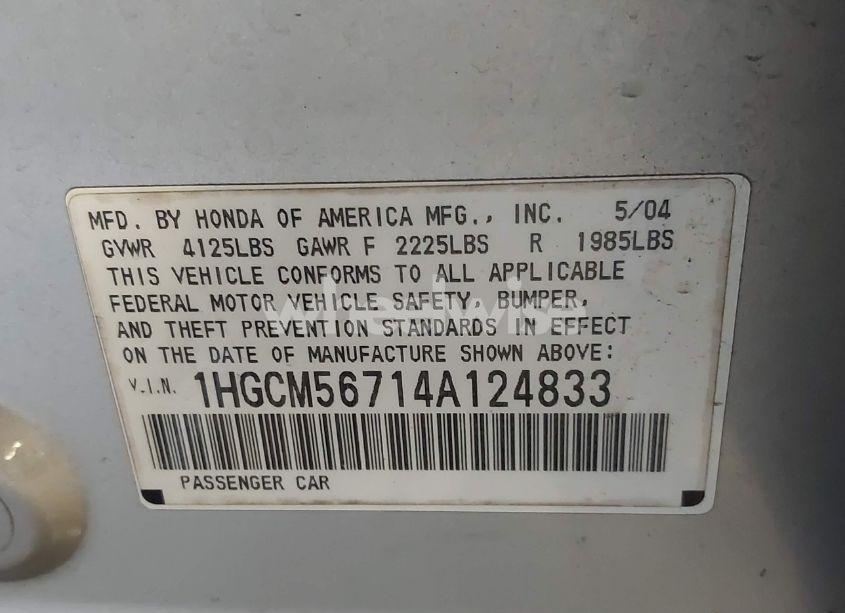 MFD. BY HONDA OF AMERICA MFG., INC. 5/04
GVWR 4125LBS GAWR F 2225LBS R 1985LBS
THIS VEHICLE CONFORMS TO ALL APPLICABLE
FEDERAL MOTOR VEHICLE SAFETY, BUMPER,
wheelwise
AND THEFT PREVENTION STANDARDS IN EFFECT
ON THE DATE OF MANUFACTURE SHOWN ABOVE:
V.I.N. 1HGCM56714A124833
PASSENGER CAR